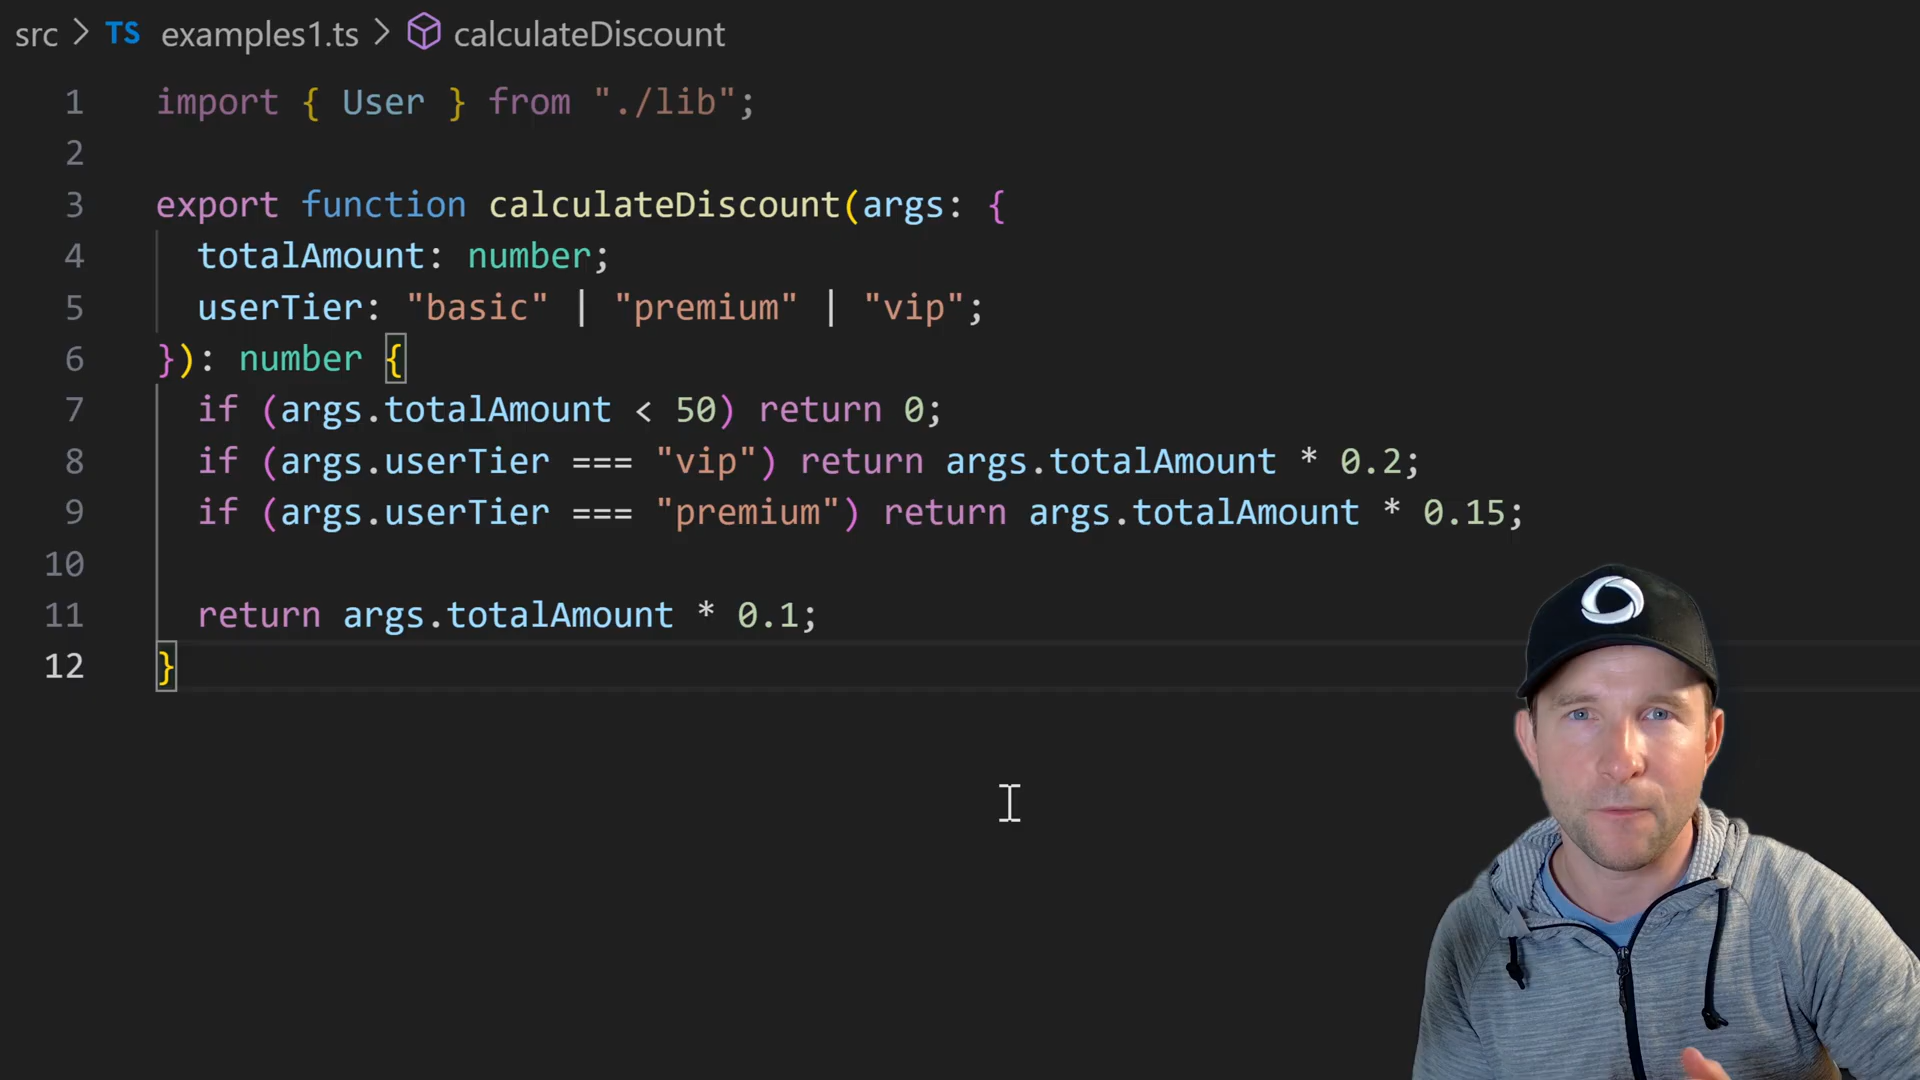 src > TS examples1.ts > calculateDiscount
1 import { User } from "./lib";
2
3 export function calculateDiscount(args: {
4 totalAmount: number;
5 userTier: "basic" | "premium" | "vip";
6 }): number {
7 if (args.totalAmount < 50) return 0;
8 if (args.userTier === "vip") return args.totalAmount * 0.2;
9 if (args.userTier === "premium") return args.totalAmount * 0.15;
10
11 return args.totalAmount * 0.1;
12 }